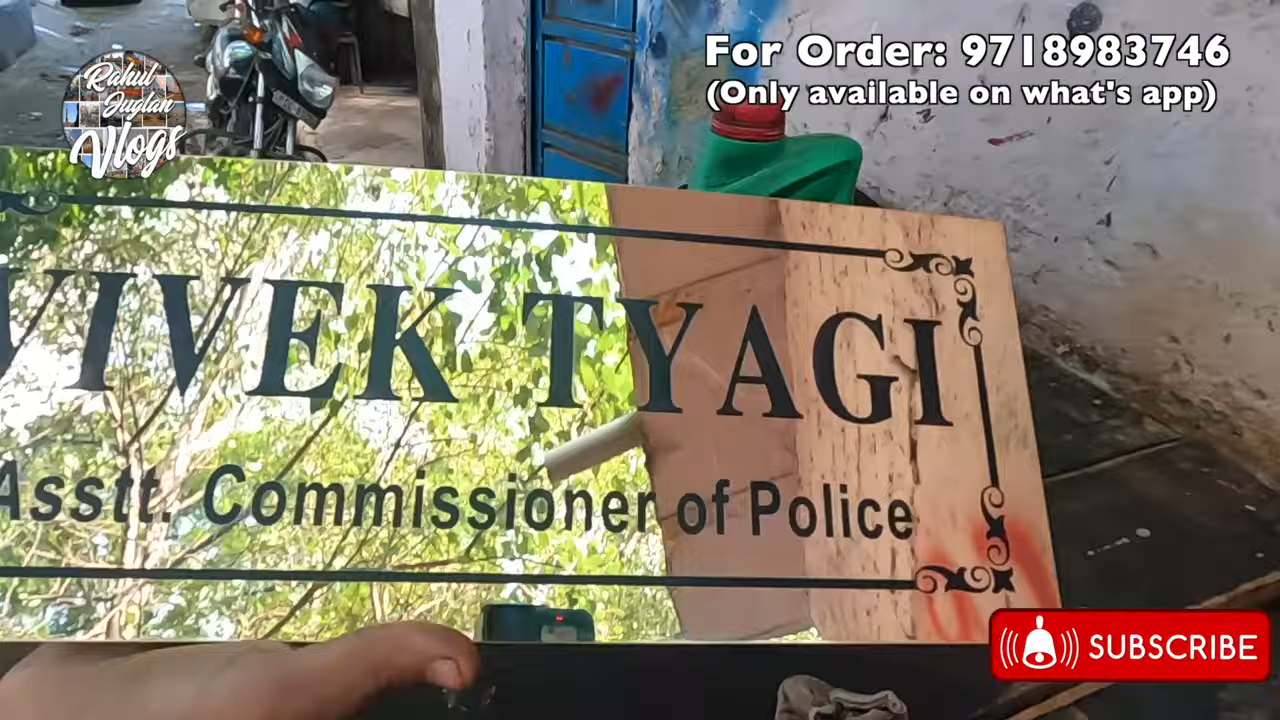 For Order: 9718983746
(Only available on what's app)
Rahul
Juglan
Vlogs
VIVEK TYAGI
Asstt. Commissioner of Police
SUBSCRIBE